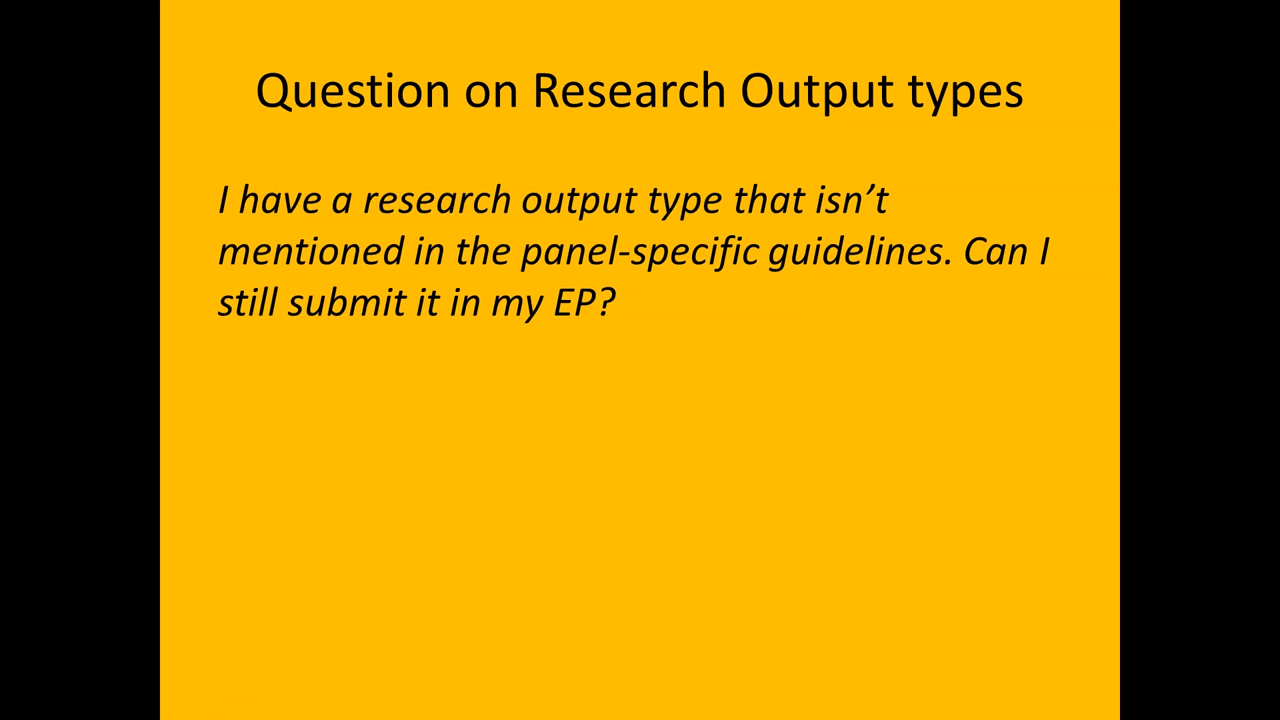 Question on Research Output types
I have a research output type that isn’t
mentioned in the panel-specific guidelines. Can I
still submit it in my EP?